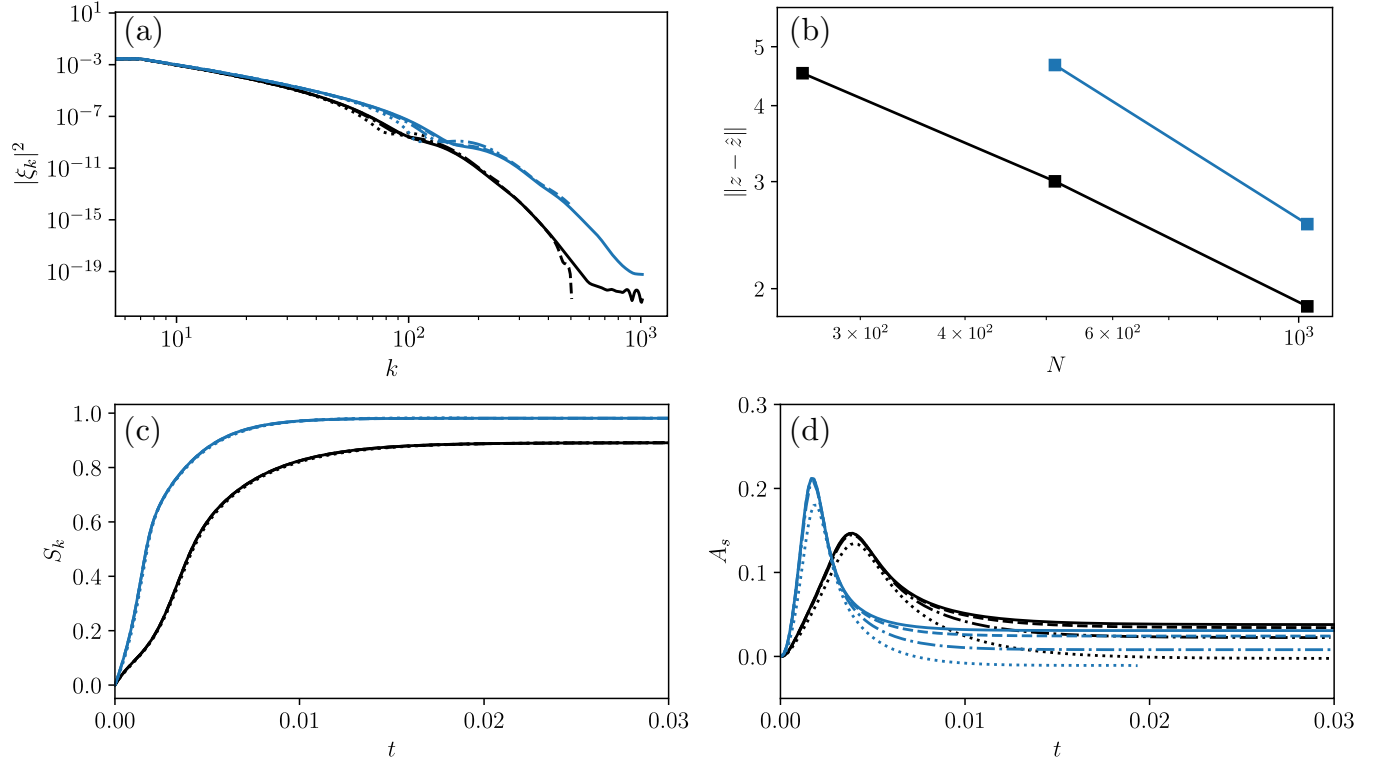 (a)
10^1
10^{-3}
10^{-7}
10^{-11}
10^{-15}
10^{-19}
|ξ_k|^2
10^1
10^2
10^3
k
(b)
5
4
3
2
||z − ẑ||
3 × 10^2
4 × 10^2
6 × 10^2
10^3
N
(c)
1.0
0.8
0.6
0.4
0.2
0.0
S_k
0.00
0.01
0.02
0.03
t
(d)
0.3
0.2
0.1
0.0
A_s
0.00
0.01
0.02
0.03
t